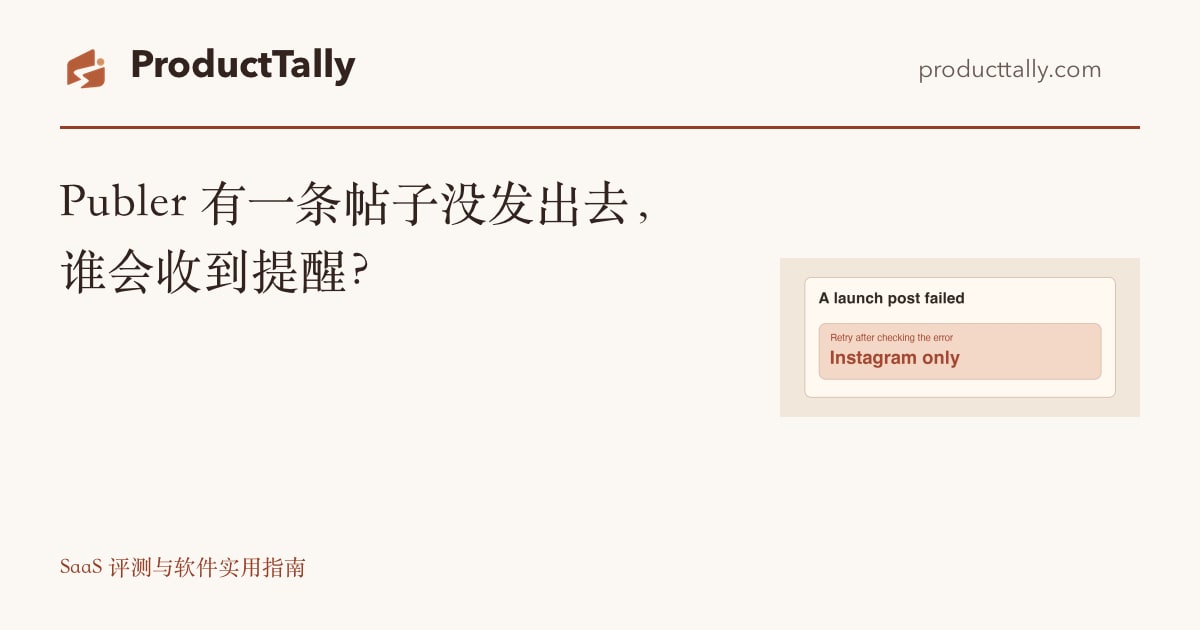 ProductTally
producttally.com
Publer 有一条帖子没发出去,
谁会收到提醒?
A launch post failed
Retry after checking the error
Instagram only
SaaS 评测与软件实用指南